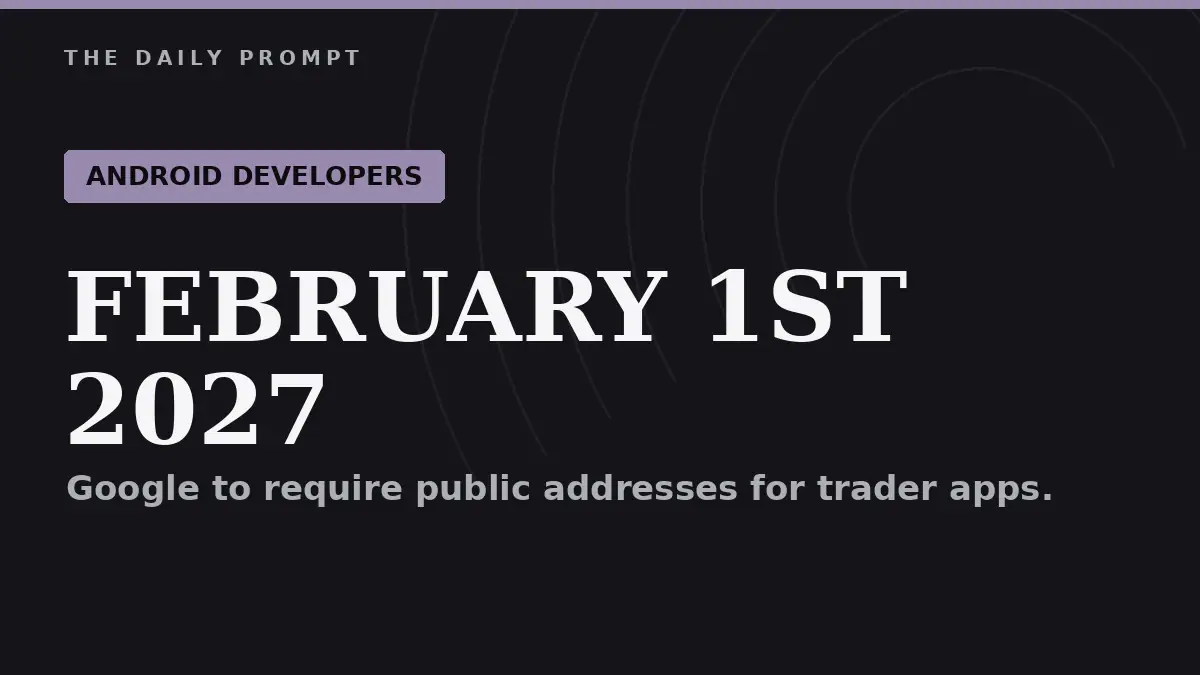 THE DAILY PROMPT
ANDROID DEVELOPERS
FEBRUARY 1ST
2027
Google to require public addresses for trader apps.